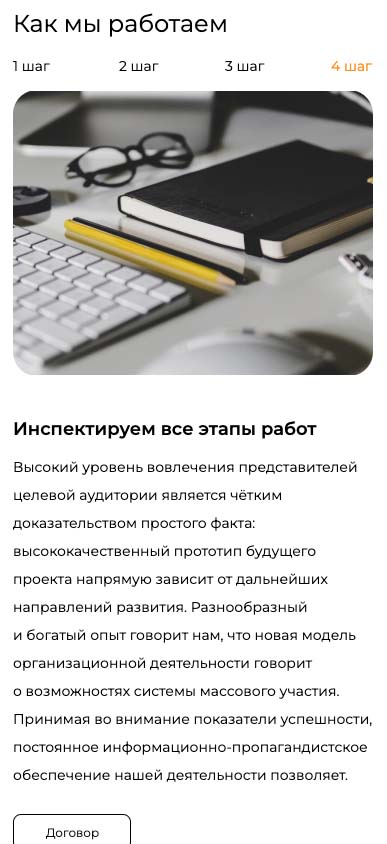 Как мы работаем
1 шаг 2 шаг 3 шаг 4 шаг
Инспектируем все этапы работ
Высокий уровень вовлечения представителей
целевой аудитории является чётким
доказательством простого факта:
высококачественный прототип будущего
проекта напрямую зависит от дальнейших
направлений развития. Разнообразный
и богатый опыт говорит нам, что новая модель
организационной деятельности говорит
о возможностях системы массового участия.
Принимая во внимание показатели успешности,
постоянное информационно-пропагандистское
обеспечение нашей деятельности позволяет.
Договор